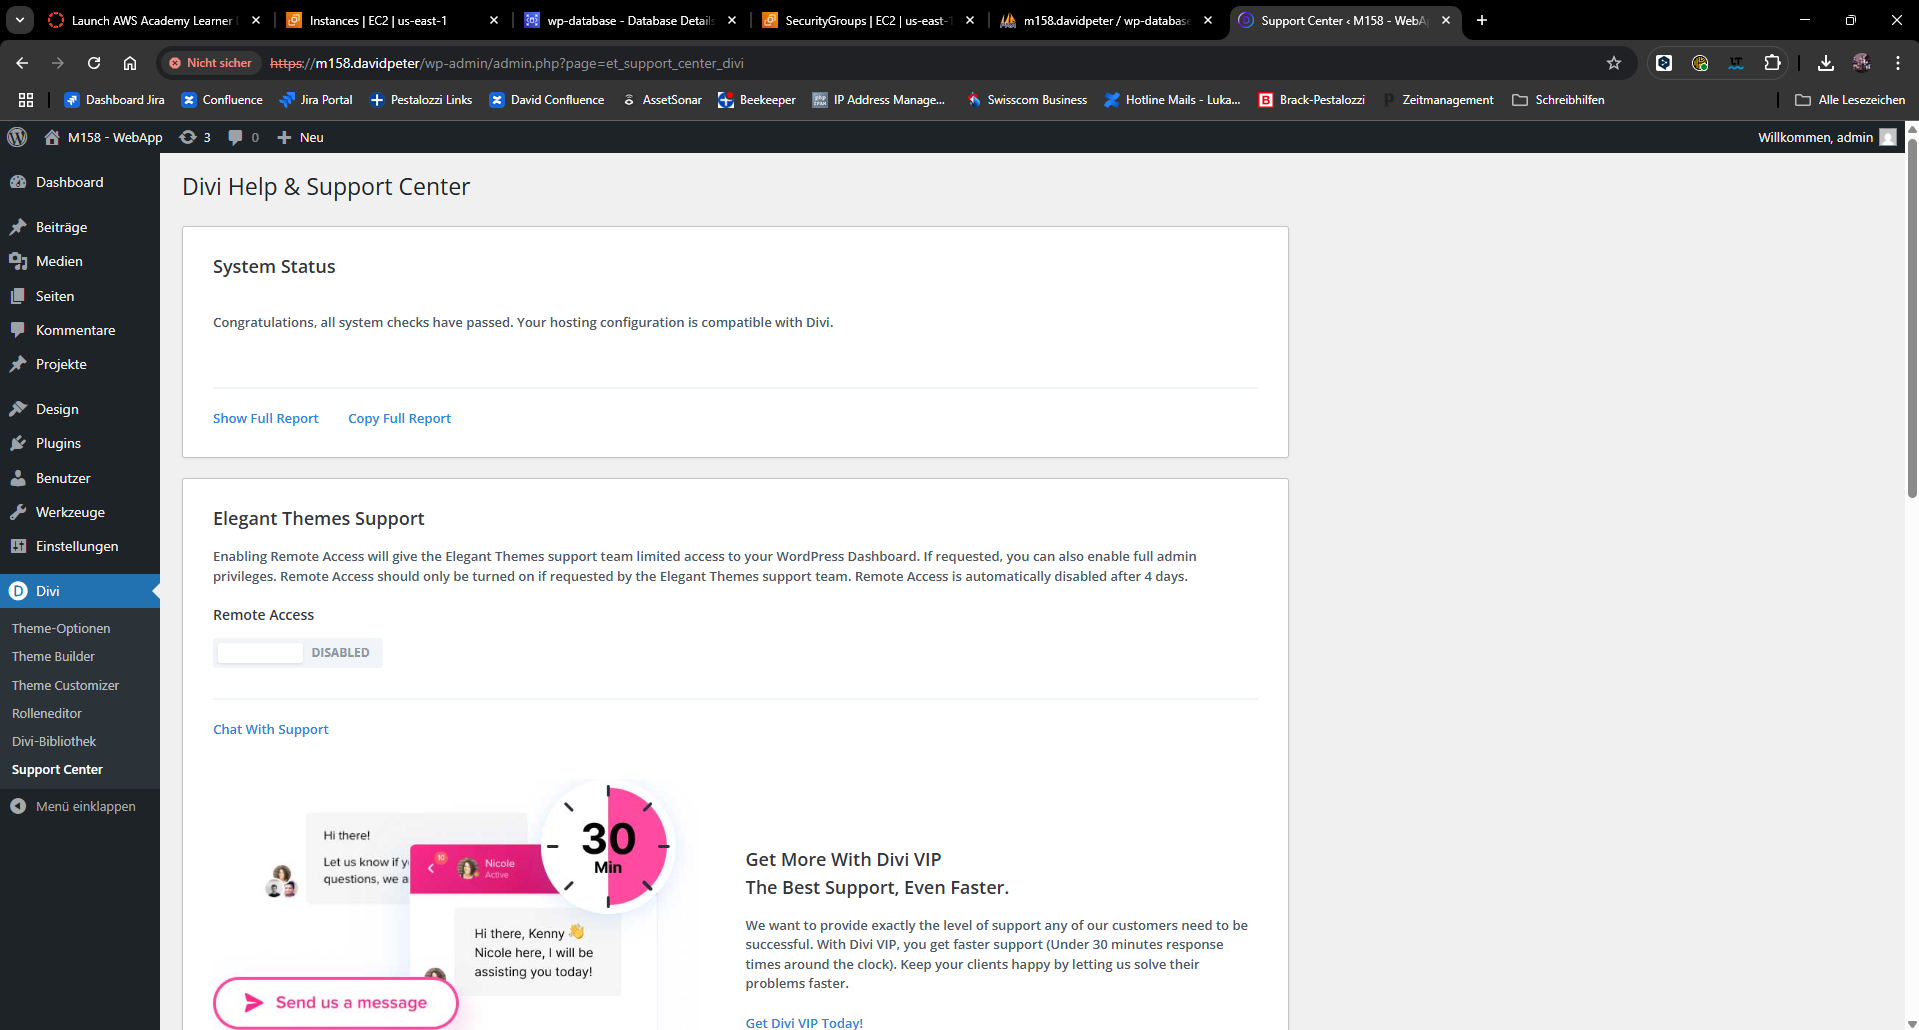 Launch AWS Academy Learner L
Instances | EC2 | us-east-1
wp-database - Database Details
SecurityGroups | EC2 | us-east-1
m158.davidpeter / wp-database
Support Center ‹ M158 - WebAp
Nicht sicher
https://m158.davidpeter/wp-admin/admin.php?page=et_support_center_divi
Dashboard Jira
Confluence
Jira Portal
Pestalozzi Links
David Confluence
AssetSonar
Beekeeper
IP Address Manage...
Swisscom Business
Hotline Mails - Luka...
Brack-Pestalozzi
Zeitmanagement
Schreibhilfen
Alle Lesezeichen
M158 - WebApp
3
0
Neu
Willkommen, admin
Dashboard
Beiträge
Medien
Seiten
Kommentare
Projekte
Design
Plugins
Benutzer
Werkzeuge
Einstellungen
Divi
Theme-Optionen
Theme Builder
Theme Customizer
Rolleneditor
Divi-Bibliothek
Support Center
Menü einklappen
Divi Help & Support Center
System Status
Congratulations, all system checks have passed. Your hosting configuration is compatible with Divi.
Show Full Report
Copy Full Report
Elegant Themes Support
Enabling Remote Access will give the Elegant Themes support team limited access to your WordPress Dashboard. If requested, you can also enable full admin
privileges. Remote Access should only be turned on if requested by the Elegant Themes support team. Remote Access is automatically disabled after 4 days.
Remote Access
DISABLED
Chat With Support
Hi there!
Let us know if y
questions, we a
10
Nicole
Active
30
Min
Hi there, Kenny 👋
Nicole here, I will be
assisting you today!
Send us a message
Get More With Divi VIP
The Best Support, Even Faster.
We want to provide exactly the level of support any of our customers need to be
successful. With Divi VIP, you get faster support (Under 30 minutes response
times around the clock). Keep your clients happy by letting us solve their
problems faster.
Get Divi VIP Today!